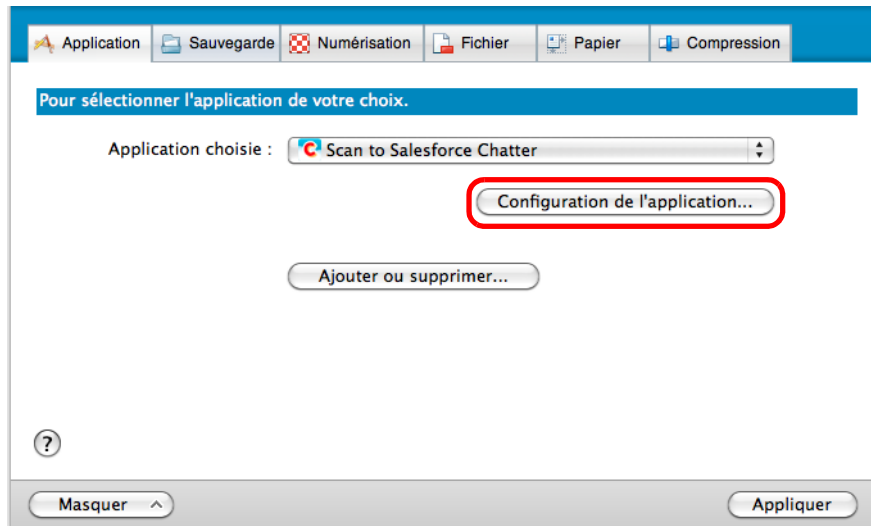 Application Sauvegarde Numérisation Fichier Papier Compression
Pour sélectionner l'application de votre choix.
Application choisie : Scan to Salesforce Chatter
Configuration de l'application...
Ajouter ou supprimer...
?
Masquer Appliquer